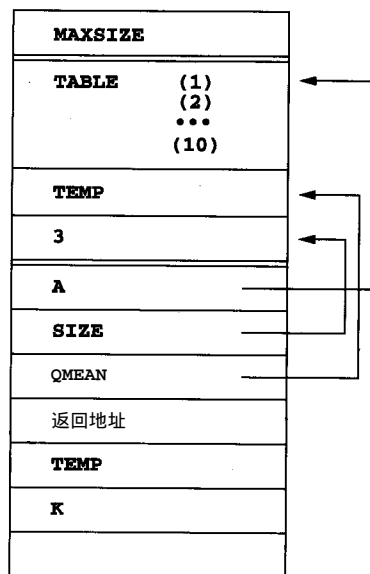 MAXSIZE
TABLE (1)
(2)
•••
(10)
TEMP
3
A
SIZE
QMEAN
返回地址
TEMP
K